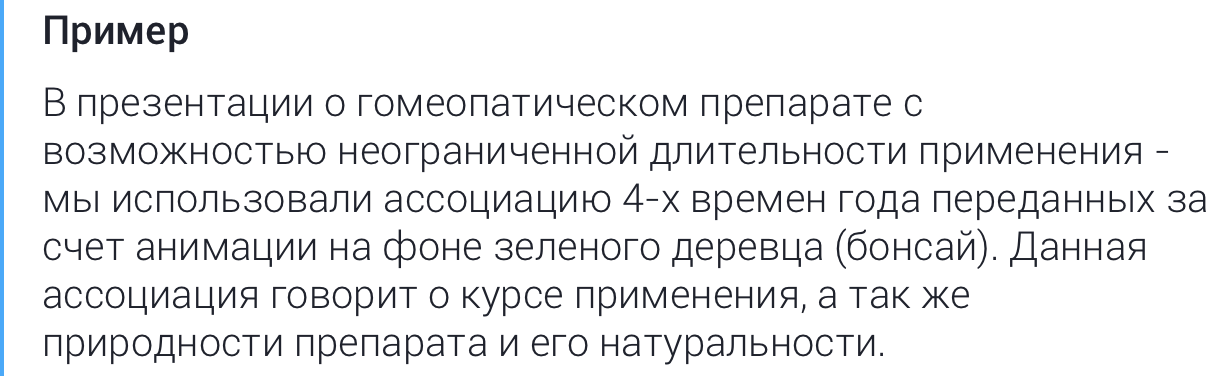 Пример
В презентации о гомеопатическом препарате с
возможностью неограниченной длительности применения -
мы использовали ассоциацию 4-х времен года переданных за
счет анимации на фоне зеленого деревца (бонсай). Данная
ассоциация говорит о курсе применения, а так же
природности препарата и его натуральности.